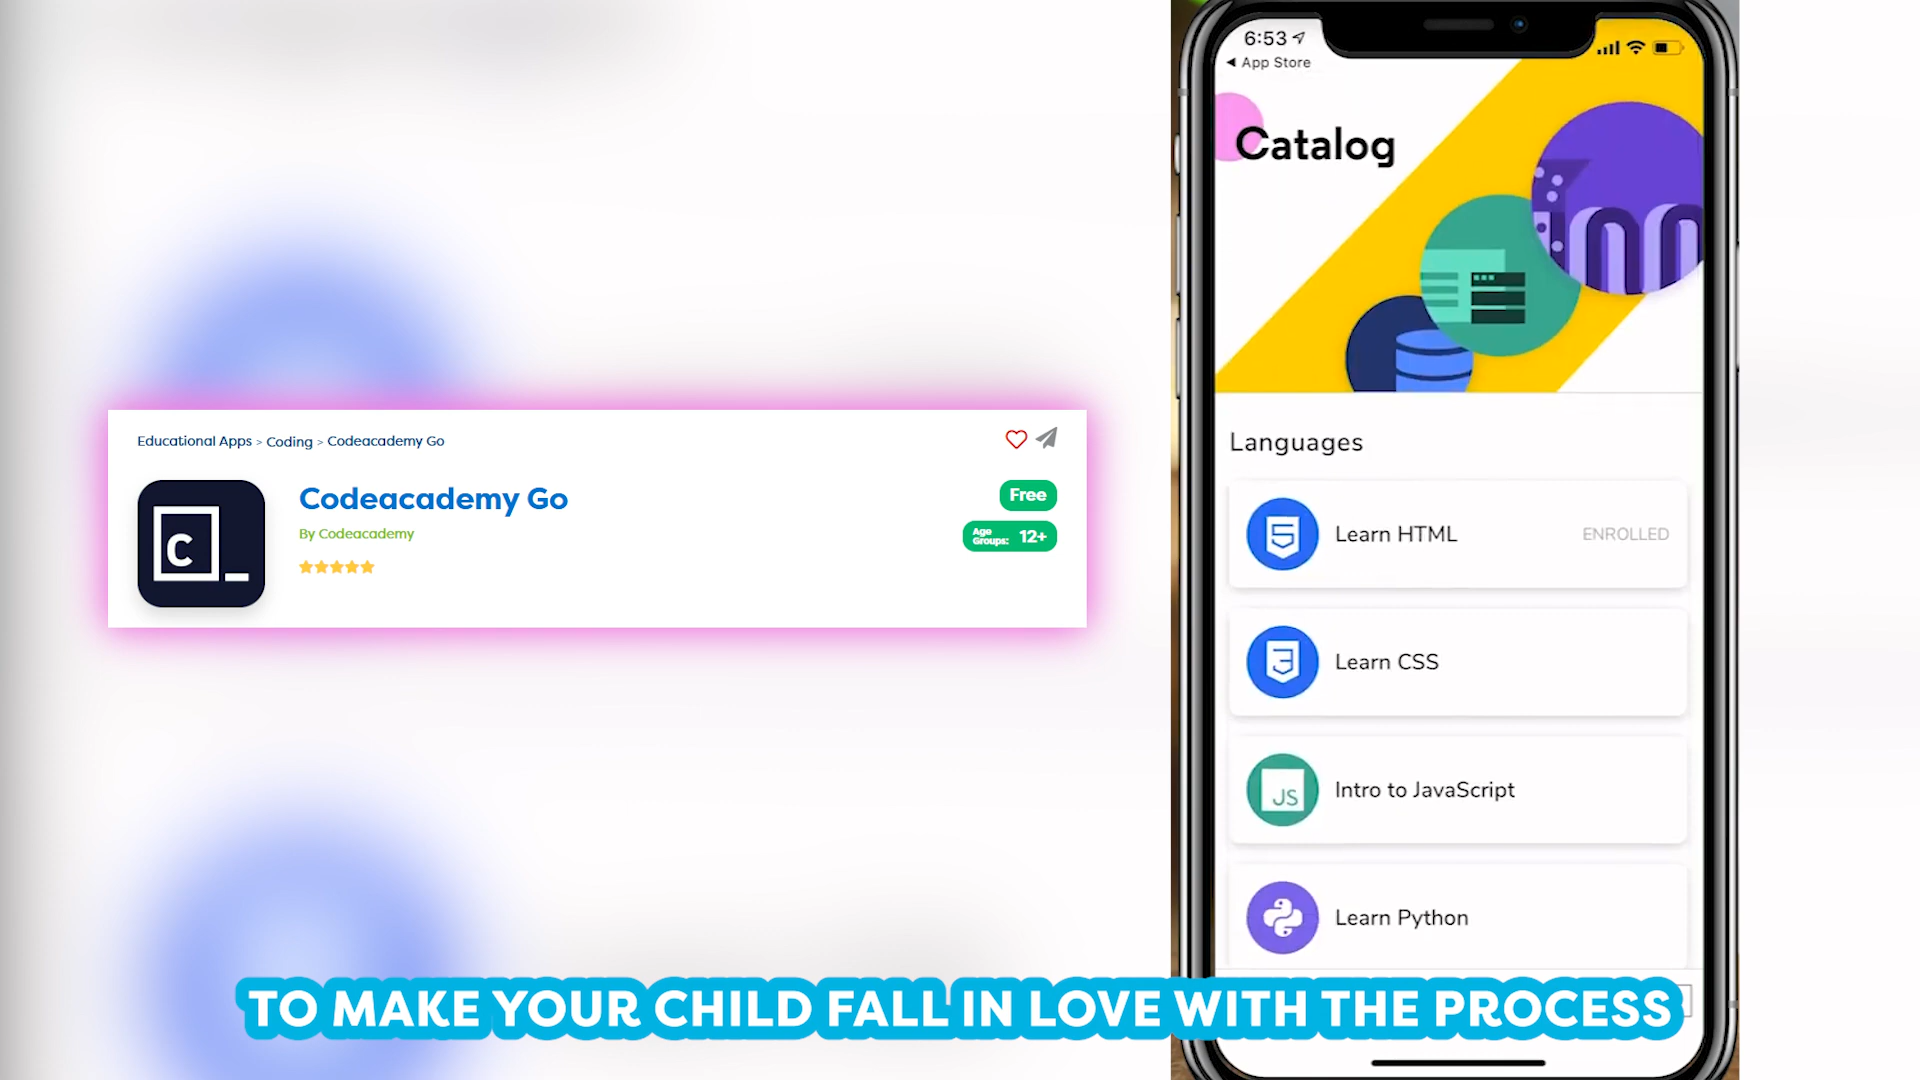 Educational Apps > Coding > Codeacademy Go
Codeacademy Go
By Codeacademy
Free
Age Groups: 12+
C_
6:53
App Store
Catalog
Languages
Learn HTML
ENROLLED
Learn CSS
Intro to JavaScript
JS
Learn Python
TO MAKE YOUR CHILD FALL IN LOVE WITH THE PROCESS